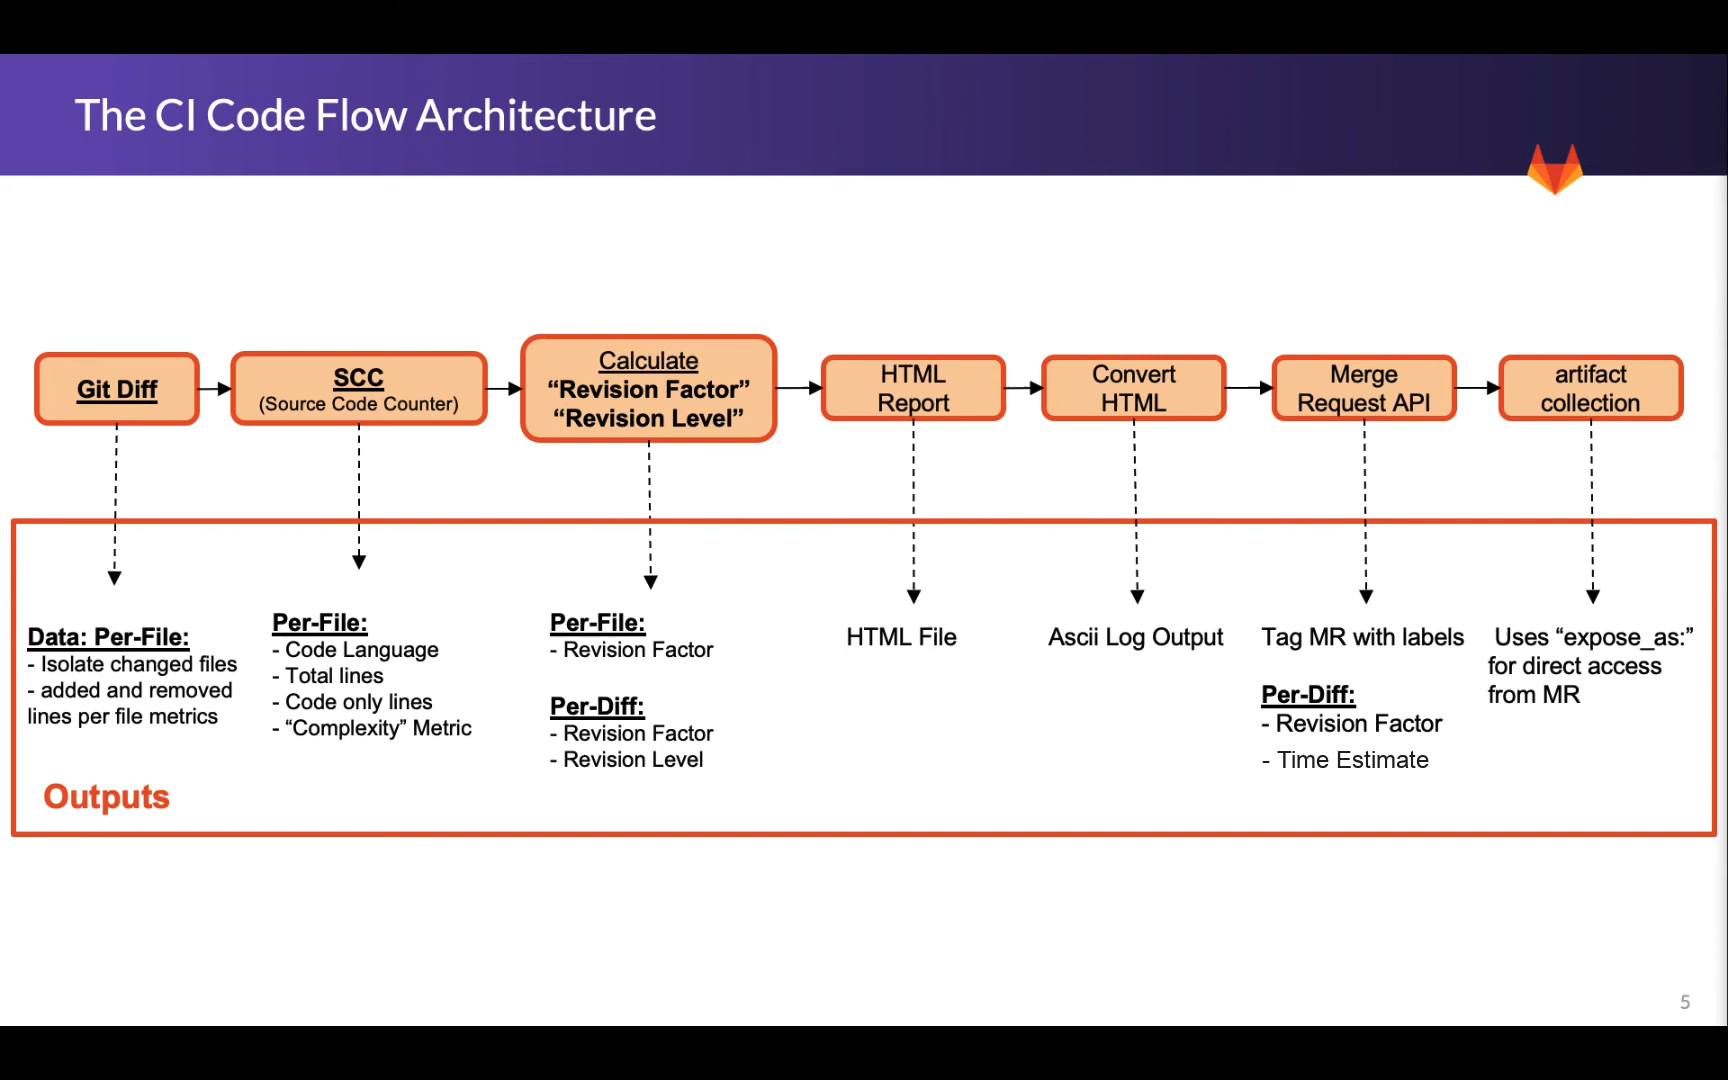 The CI Code Flow Architecture
Git Diff
SCC
(Source Code Counter)
Calculate
“Revision Factor”
“Revision Level”
HTML
Report
Convert
HTML
Merge
Request API
artifact
collection
Data: Per-File:
- Isolate changed files
- added and removed
lines per file metrics
Per-File:
- Code Language
- Total lines
- Code only lines
- “Complexity” Metric
Per-File:
- Revision Factor
Per-Diff:
- Revision Factor
- Revision Level
HTML File
Ascii Log Output
Tag MR with labels
Per-Diff:
- Revision Factor
- Time Estimate
Uses “expose_as:”
for direct access
from MR
Outputs
5